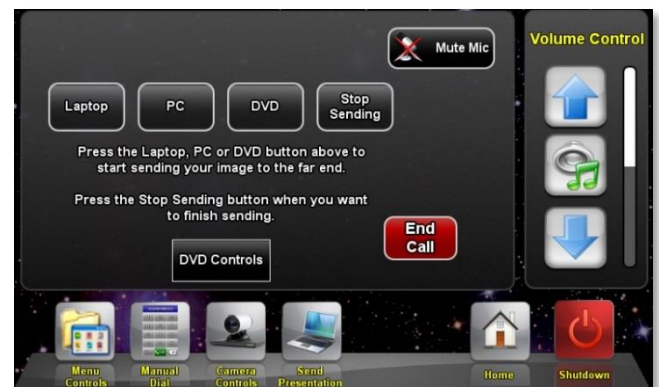 Mute Mic
Volume Control
Laptop
PC
DVD
Stop
Sending
Press the Laptop, PC or DVD button above to
start sending your image to the far end.
Press the Stop Sending button when you want
to finish sending.
End
Call
DVD Controls
Menu
Controls
Manual
Dial
Camera
Controls
Send
Presentation
Home
Shutdown